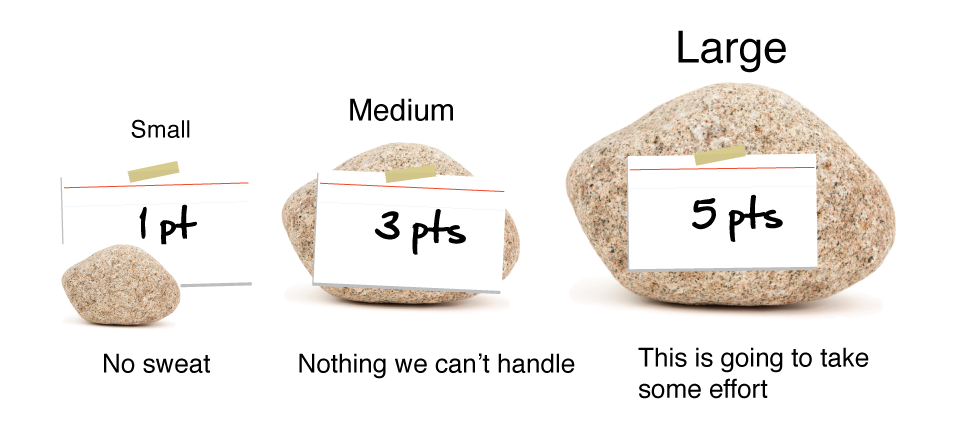 Small
1 pt
No sweat
Medium
3 pts
Nothing we can’t handle
Large
5 pts
This is going to take
some effort